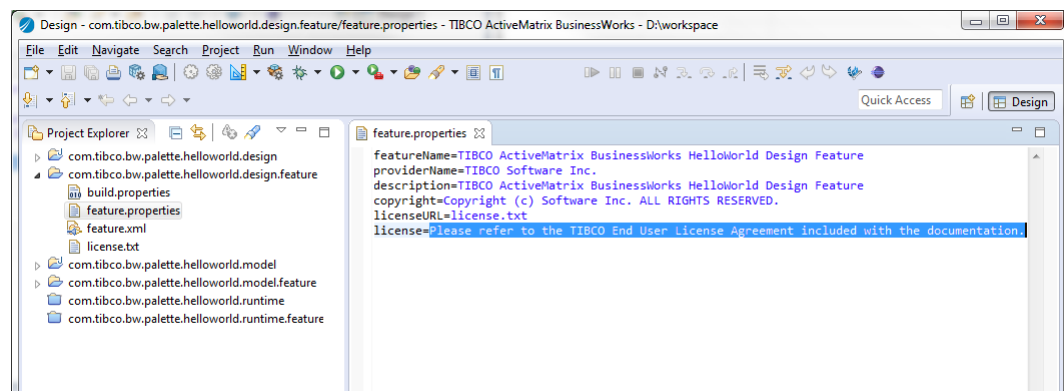 Design - com.tibco.bw.palette.helloworld.design.feature/feature.properties - TIBCO ActiveMatrix BusinessWorks - D:\workspace
File Edit Navigate Search Project Run Window Help
Quick Access
Design
Project Explorer
com.tibco.bw.palette.helloworld.design
com.tibco.bw.palette.helloworld.design.feature
build.properties
feature.properties
feature.xml
license.txt
com.tibco.bw.palette.helloworld.model
com.tibco.bw.palette.helloworld.model.feature
com.tibco.bw.palette.helloworld.runtime
com.tibco.bw.palette.helloworld.runtime.feature
feature.properties
featureName=TIBCO ActiveMatrix BusinessWorks HelloWorld Design Feature
providerName=TIBCO Software Inc.
description=TIBCO ActiveMatrix BusinessWorks HelloWorld Design Feature
copyright=Copyright (c) Software Inc. ALL RIGHTS RESERVED.
licenseURL=license.txt
license=Please refer to the TIBCO End User License Agreement included with the documentation.